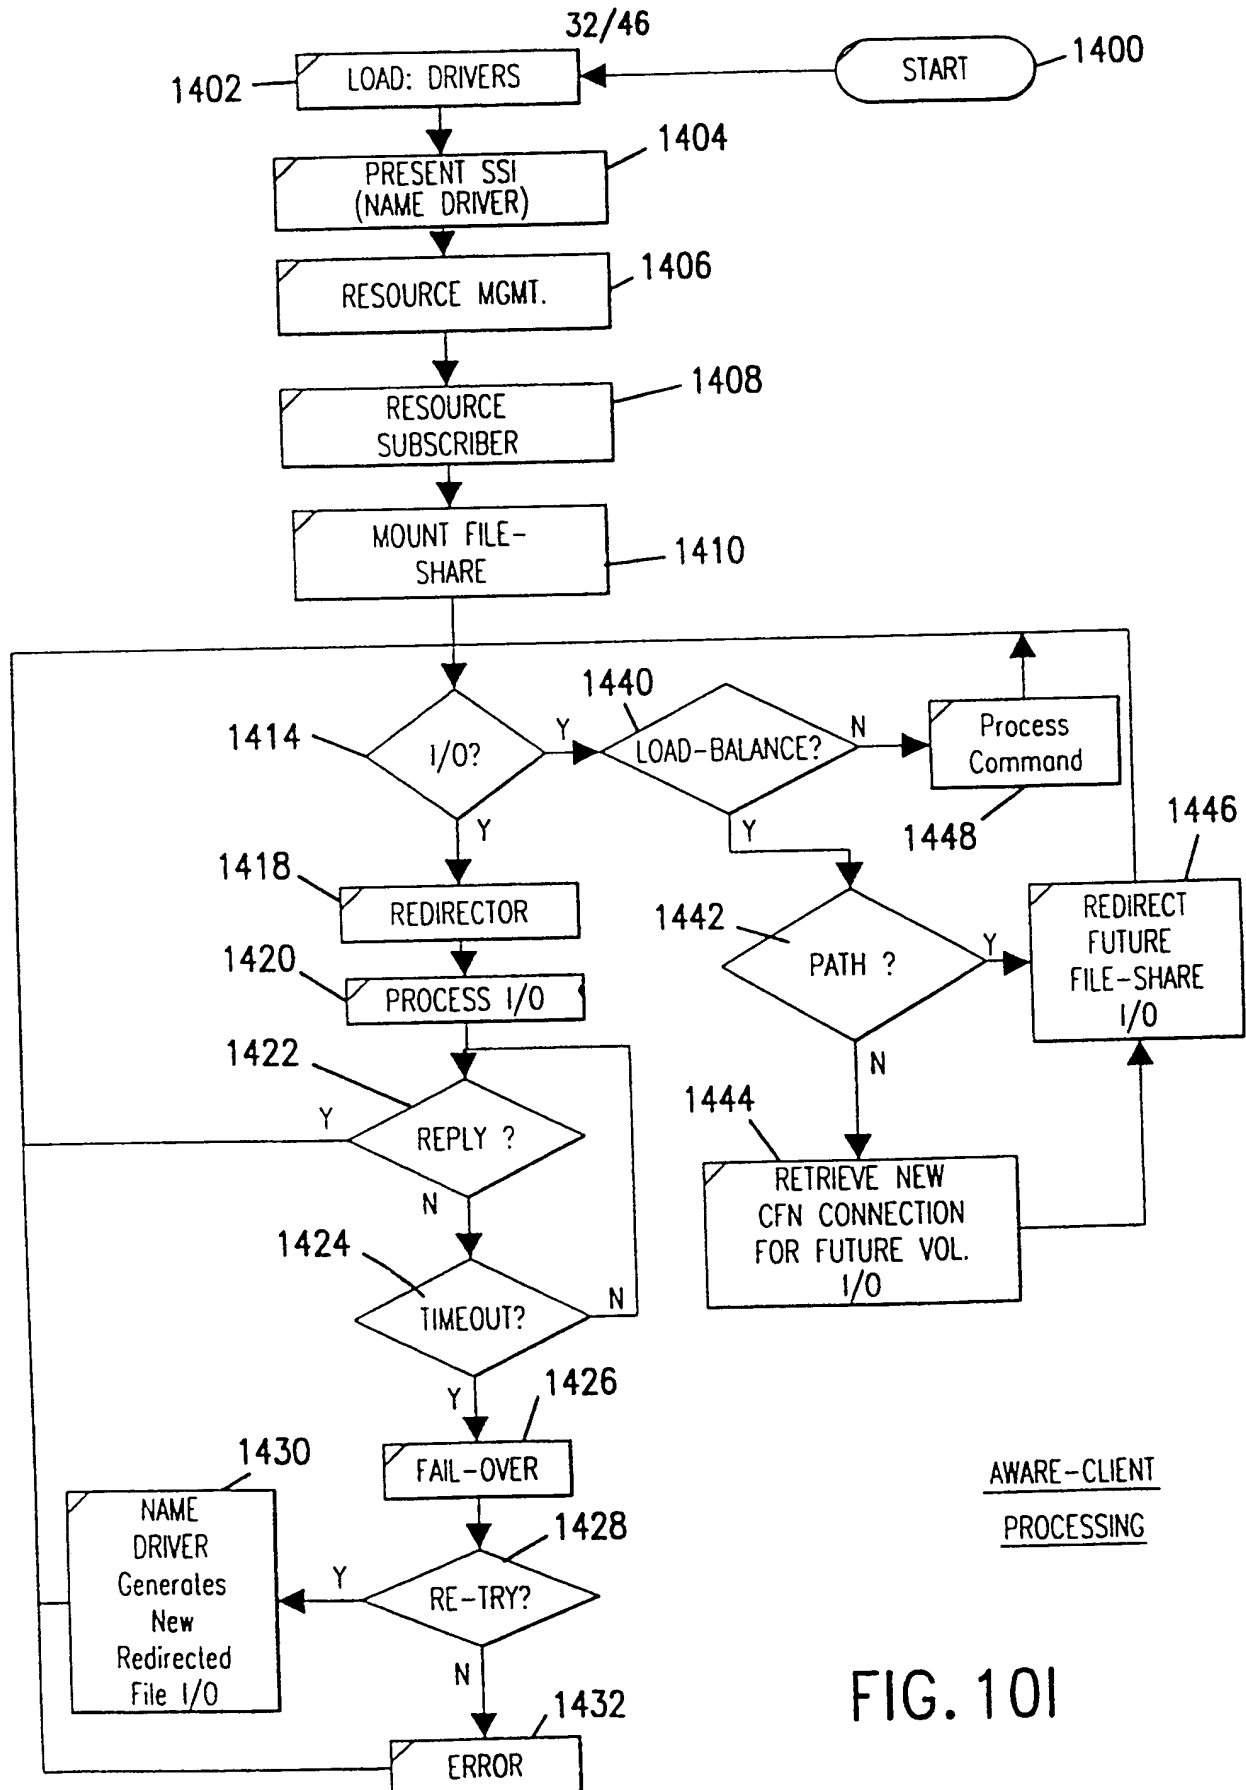 32/46
START
1400
1402
LOAD: DRIVERS
1404
PRESENT SSI
(NAME DRIVER)
1406
RESOURCE MGMT.
1408
RESOURCE
SUBSCRIBER
1410
MOUNT FILE-
SHARE
1414
I/O?
Y
Y
1440
LOAD-BALANCE?
N
Y
Process
Command
1448
1418
REDIRECTOR
1442
PATH ?
Y
N
1446
REDIRECT
FUTURE
FILE-SHARE
I/O
1420
PROCESS I/O
1422
REPLY ?
Y
N
1444
RETRIEVE NEW
CFN CONNECTION
FOR FUTURE VOL.
I/O
1424
TIMEOUT?
N
Y
1426
FAIL-OVER
1428
RE-TRY?
Y
N
1430
NAME
DRIVER
Generates
New
Redirected
File I/O
1432
ERROR
AWARE-CLIENT
PROCESSING
FIG. 10I